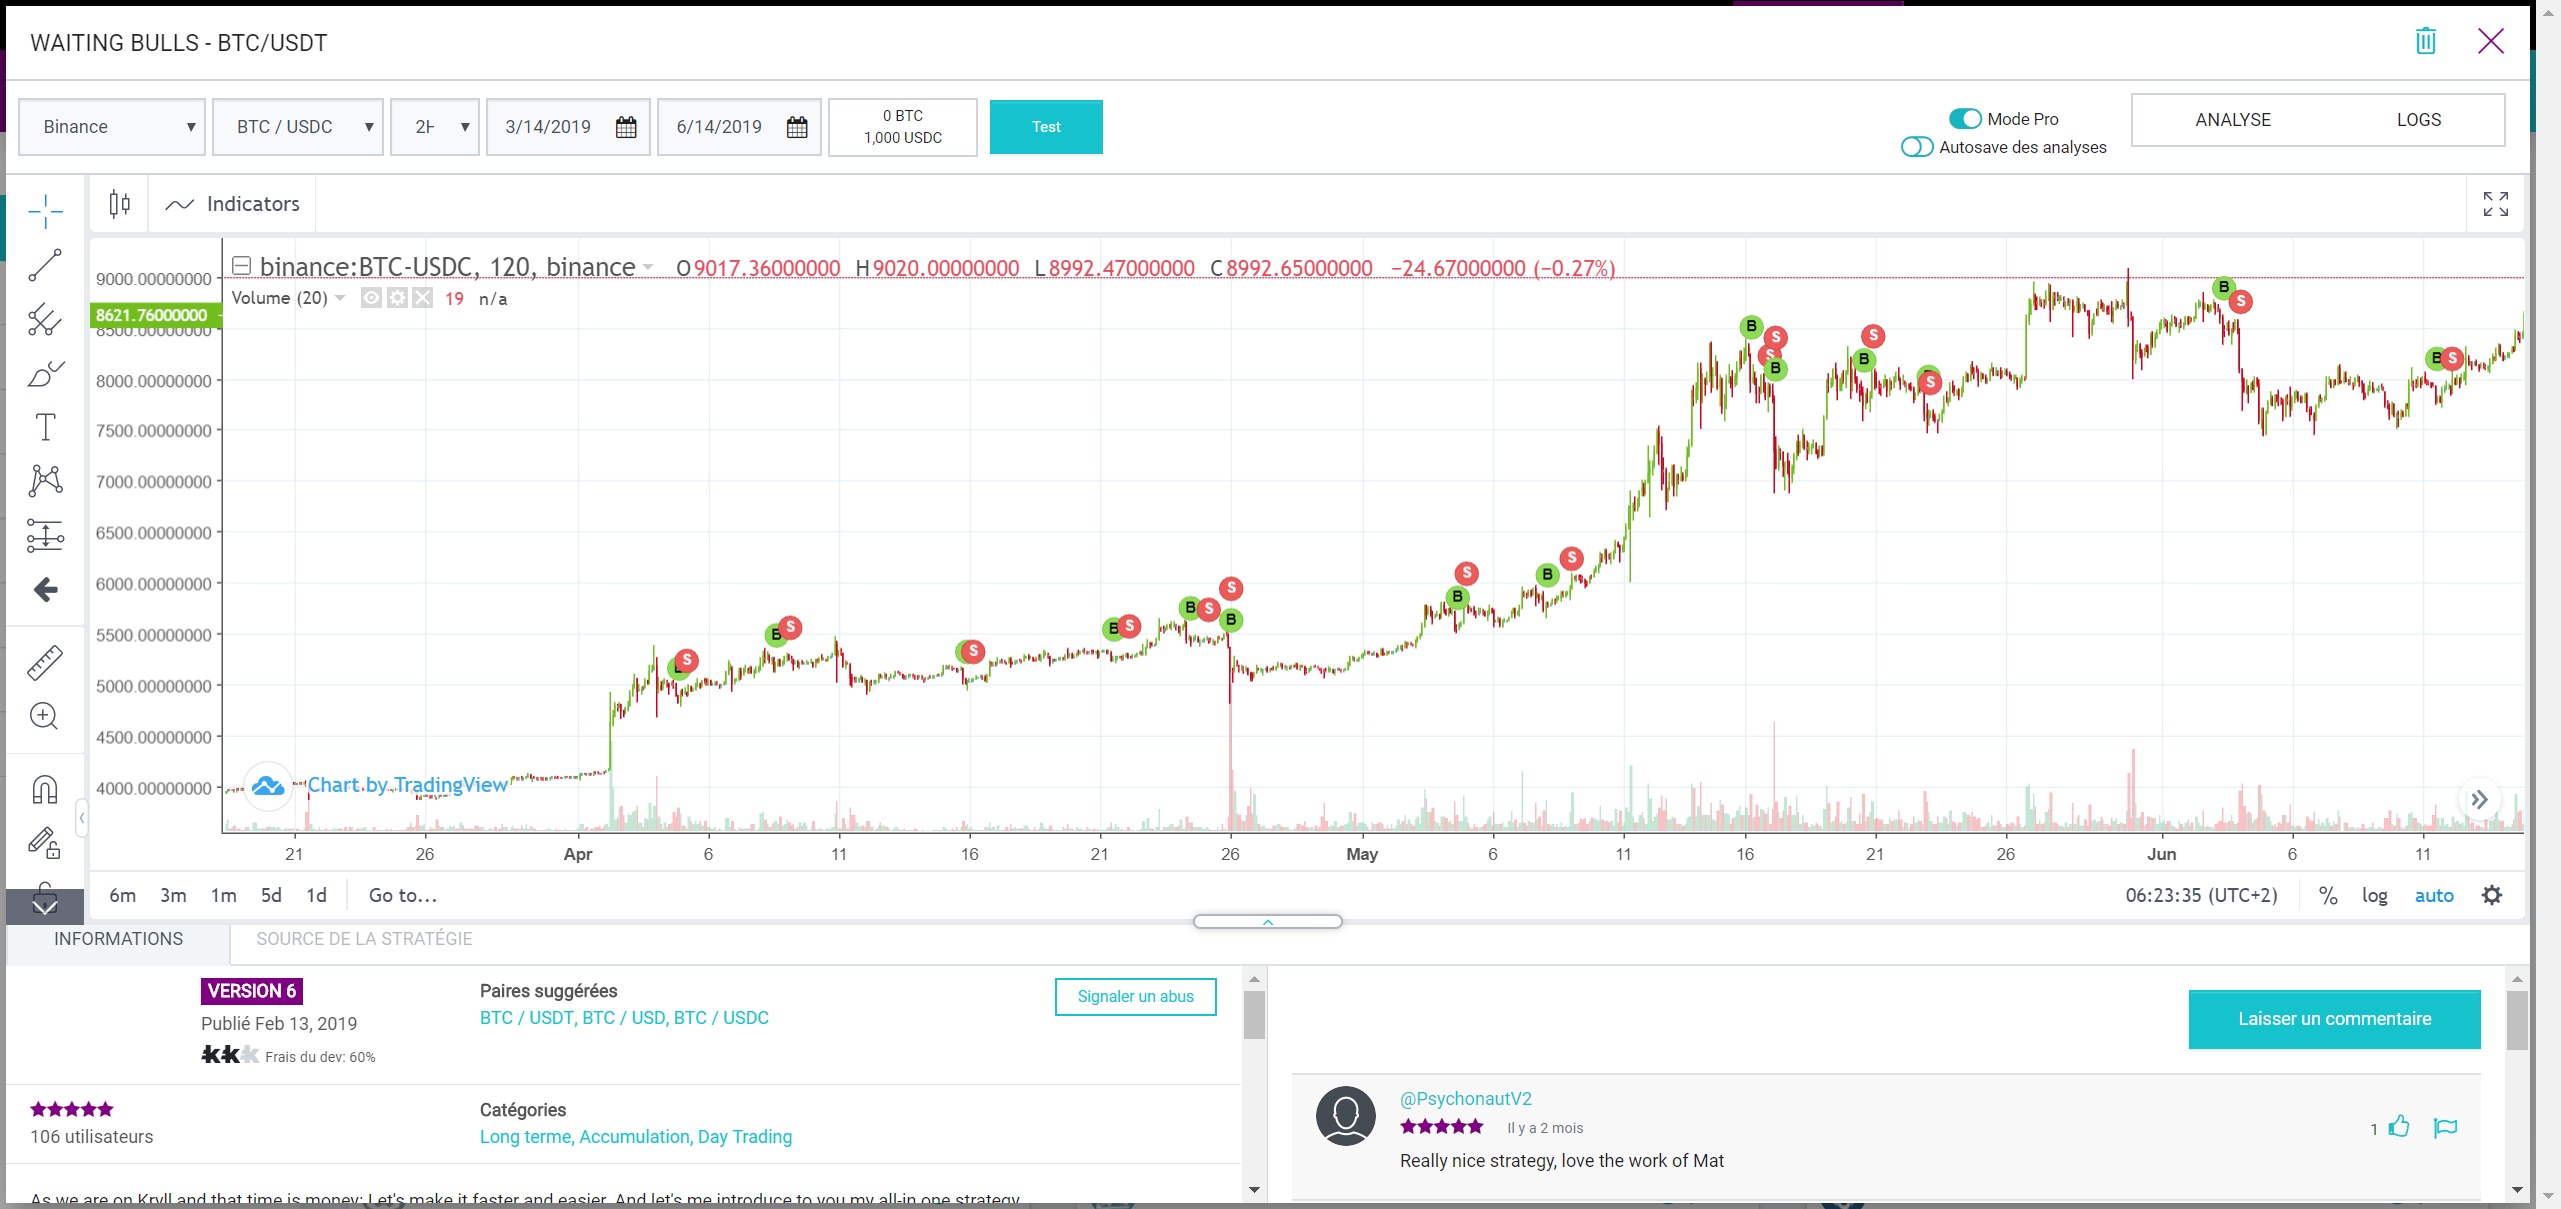 WAITING BULLS - BTC/USDT
Binance
BTC / USDC
2H
3/14/2019
6/14/2019
0 BTC
1,000 USDC
Test
Mode Pro
Autosave des analyses
ANALYSE
LOGS
Indicators
binance:BTC-USDC, 120, binance O 9017.36000000 H 9020.00000000 L 8992.47000000 C 8992.65000000 −24.67000000 (−0.27%)
Volume (20) 19 n/a
9000.00000000
8621.76000000
8500.00000000
8000.00000000
7500.00000000
7000.00000000
6500.00000000
6000.00000000
5500.00000000
5000.00000000
4500.00000000
4000.00000000
B S
B S
S
B S
B S
B S
S
B
B S
B S
B S
S
B
B S
S
B S
B S
Chart by TradingView
21 26 Apr 6 11 16 21 26 May 6 11 16 21 26 Jun 6 11
6m 3m 1m 5d 1d Go to...
06:23:35 (UTC+2) % log auto
INFORMATIONS
SOURCE DE LA STRATÉGIE
VERSION 6
Publié Feb 13, 2019
Frais du dev: 60%
Paires suggérées
BTC / USDT, BTC / USD, BTC / USDC
Signaler un abus
106 utilisateurs
Catégories
Long terme, Accumulation, Day Trading
As we are on Kryll and that time is money: Let's make it faster and easier. And let's me introduce to you my all-in one strategy
Laisser un commentaire
@PsychonautV2
Il y a 2 mois
1
Really nice strategy, love the work of Mat